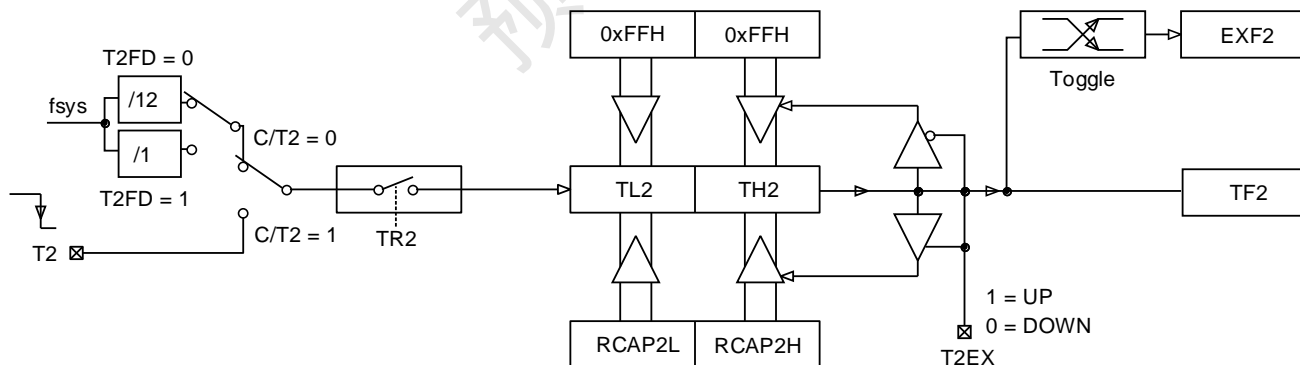 预
0xFFH
0xFFH
Toggle
EXF2
T2FD = 0
/12
fsys
/1
T2FD = 1
C/T2 = 0
C/T2 = 1
T2
TR2
TL2
TH2
TF2
RCAP2L
RCAP2H
1 = UP
0 = DOWN
T2EX